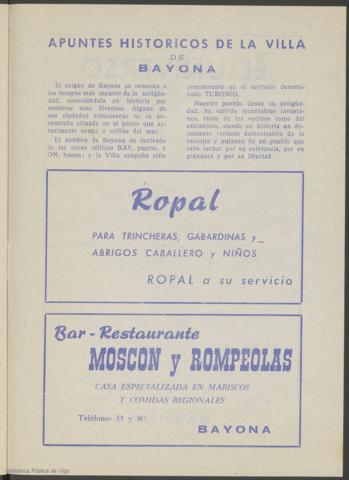 APUNTES HISTORICOS DE LA VILLA
DE
BAYONA
El origen de Bayona se remonta a
los tiempos más oscuros de la antigüe-
dad, conociéndola en historia por
nombres muy diversos. Alguna de
sus ciudades antecesoras no se en-
contraba situada en el punto que ac-
tualmente ocupa a orillas del mar.
El nombre de Bayona es derivado
de las voces célticas BAY, puerto, y
ON, bueno; y la Villa ocupaba sitio
preeminente en el territorio denomi-
nado TURONIO.
Nuestro pueblo, desde su antigüe-
dad, ha sufrido incontables invasio-
nes, tanto de los vecinos como del
extranjero, siendo su historia un do-
cumento viviente demostrativo de la
valentía y pujanza de un pueblo que
sabe luchar por su existencia, por su
grandeza y por su libertad.
Ropal
PARA TRINCHERAS, GABARDINAS y
ABRIGOS CABALLERO y NIÑOS
ROPAL a su servicio
Bar-Restaurante
MOSCON y ROMPEOLAS
CASA ESPECIALIZADA EN MARISCOS
Y COMIDAS REGIONALES
Teléfonos 33 y 80
BAYONA
Biblioteca Pública de Vigo